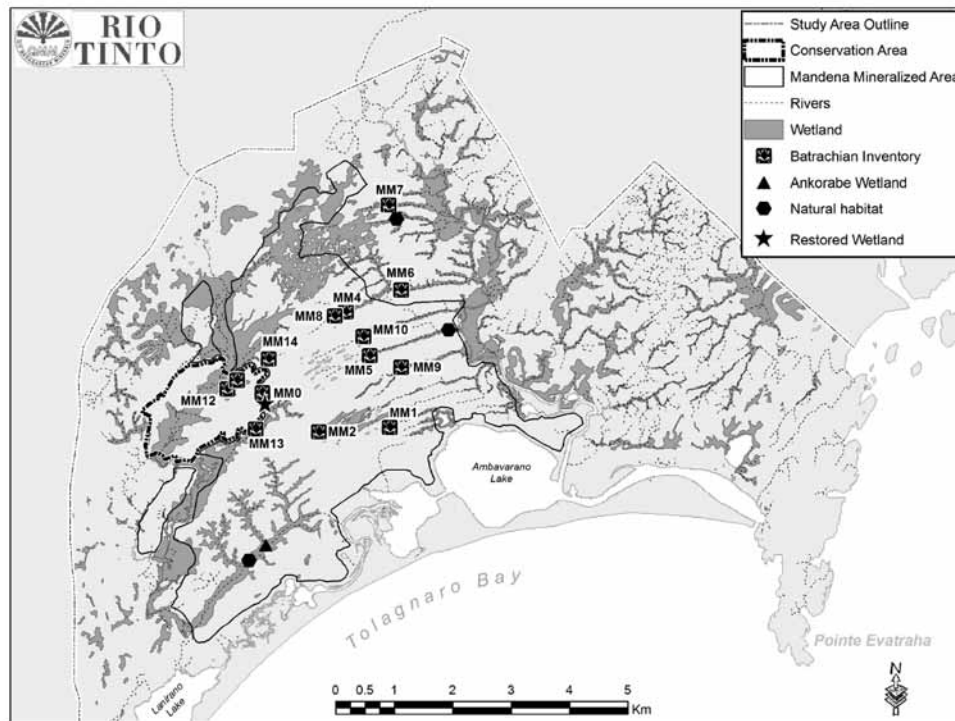 RIO
TINTO
QMM
Study Area Outline
Conservation Area
Mandena Mineralized Area
Rivers
Wetland
Batrachian Inventory
Ankorabe Wetland
Natural habitat
Restored Wetland
MM7
MM6
MM4
MM8
MM10
MM14
MM5
MM9
MM12
MM0
MM1
MM2
MM13
Ambavarano
Lake
Tolagnaro Bay
Pointe Evatraha
Lanirano
Lake
N
0 0.5 1 2 3 4 5
Km